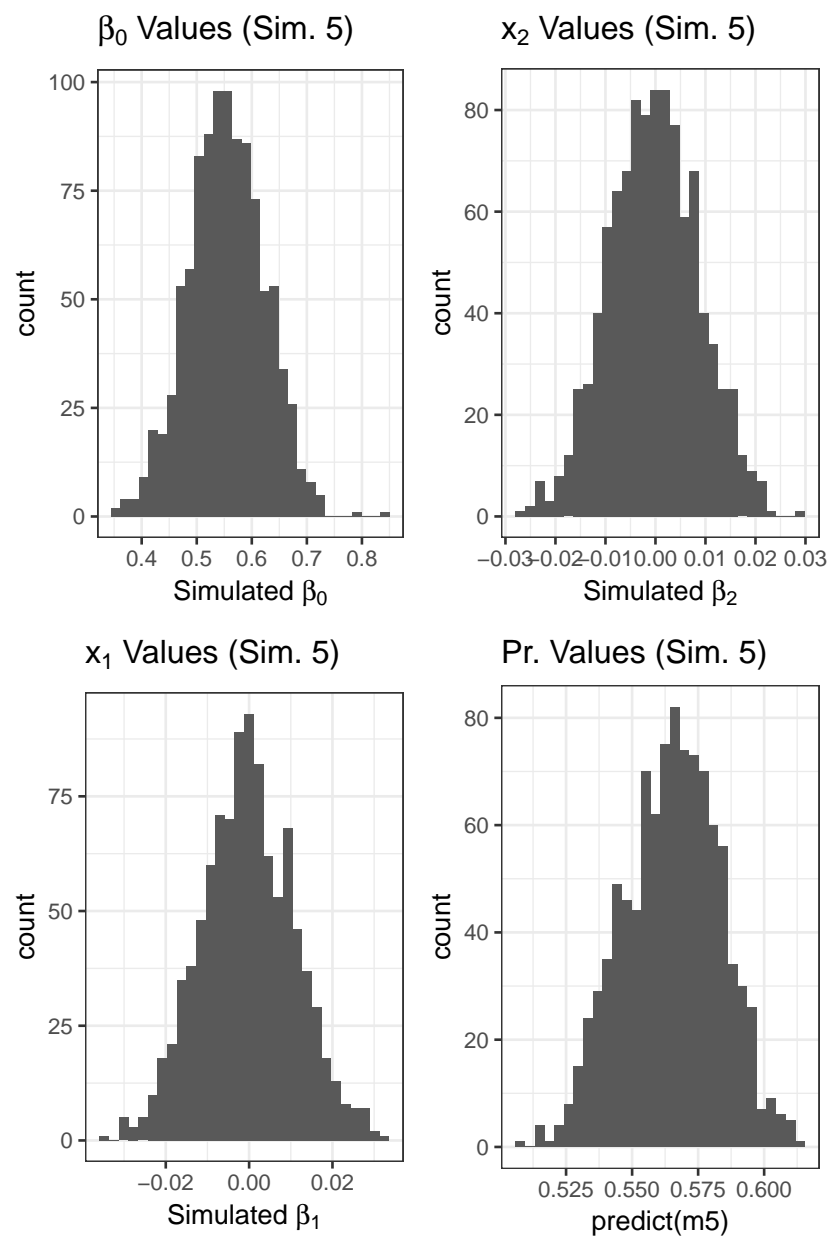 β₀ Values (Sim. 5)
100
75
50
25
0
count
0.4 0.5 0.6 0.7 0.8
Simulated β₀
x₂ Values (Sim. 5)
80
60
40
20
0
count
−0.03 −0.02 −0.01 0.00 0.01 0.02 0.03
Simulated β₂
x₁ Values (Sim. 5)
75
50
25
0
count
−0.02 0.00 0.02
Simulated β₁
Pr. Values (Sim. 5)
80
60
40
20
0
count
0.525 0.550 0.575 0.600
predict(m5)